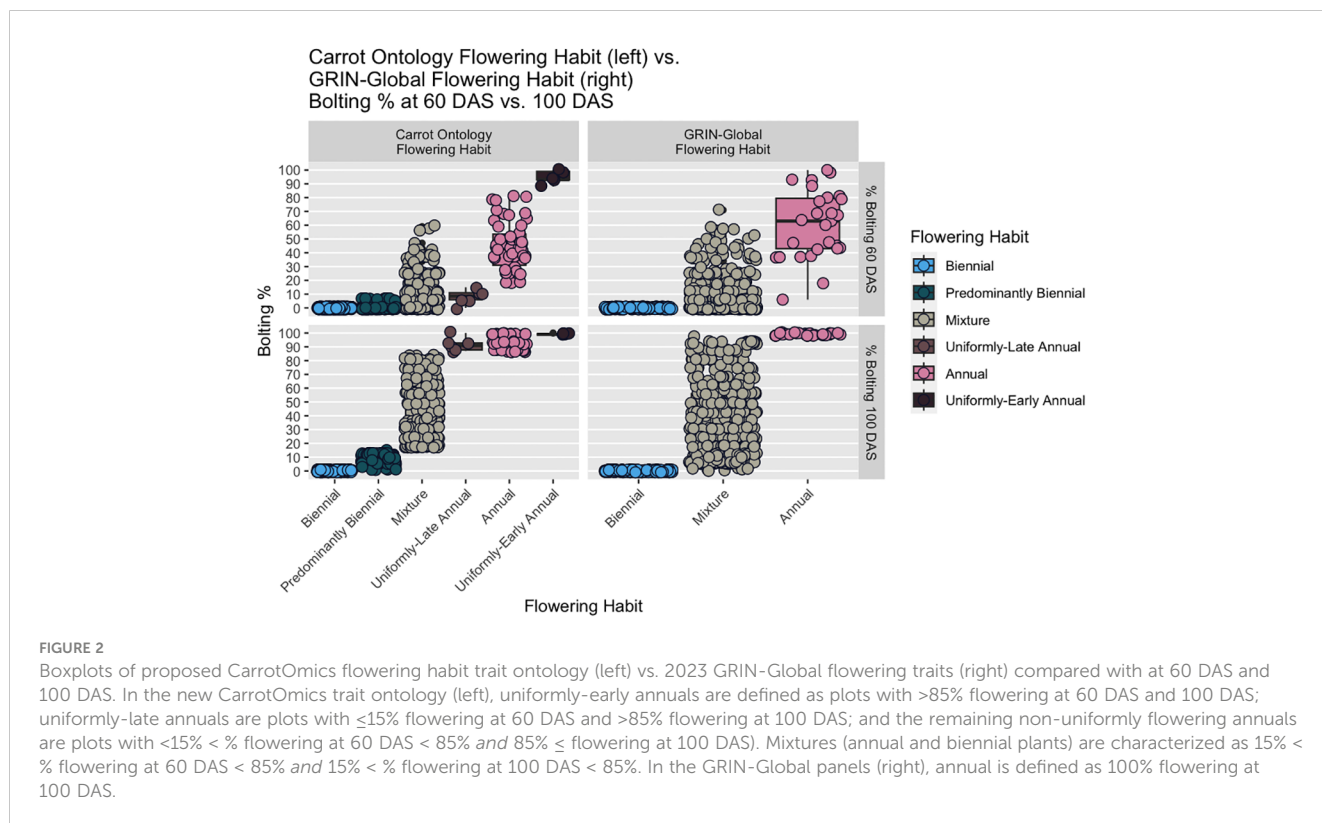 Carrot Ontology Flowering Habit (left) vs.
GRIN-Global Flowering Habit (right)
Bolting % at 60 DAS vs. 100 DAS
Carrot Ontology
Flowering Habit
GRIN-Global
Flowering Habit
100
90
80
70
60
50
40
30
20
10
0
% Bolting 60 DAS
100
90
80
70
60
50
40
30
20
10
0
% Bolting 100 DAS
Bolting %
Biennial
Predominantly Biennial
Mixture
Uniformly-Late Annual
Annual
Uniformly-Early Annual
Biennial
Mixture
Annual
Flowering Habit
Flowering Habit
Biennial
Predominantly Biennial
Mixture
Uniformly-Late Annual
Annual
Uniformly-Early Annual
FIGURE 2
Boxplots of proposed CarrotOmics flowering habit trait ontology (left) vs. 2023 GRIN-Global flowering traits (right) compared with at 60 DAS and
100 DAS. In the new CarrotOmics trait ontology (left), uniformly-early annuals are defined as plots with >85% flowering at 60 DAS and 100 DAS;
uniformly-late annuals are plots with ≤15% flowering at 60 DAS and >85% flowering at 100 DAS; and the remaining non-uniformly flowering annuals
are plots with <15% < % flowering at 60 DAS < 85% and 85% ≤ flowering at 100 DAS). Mixtures (annual and biennial plants) are characterized as 15% <
% flowering at 60 DAS < 85% and 15% < % flowering at 100 DAS < 85%. In the GRIN-Global panels (right), annual is defined as 100% flowering at
100 DAS.